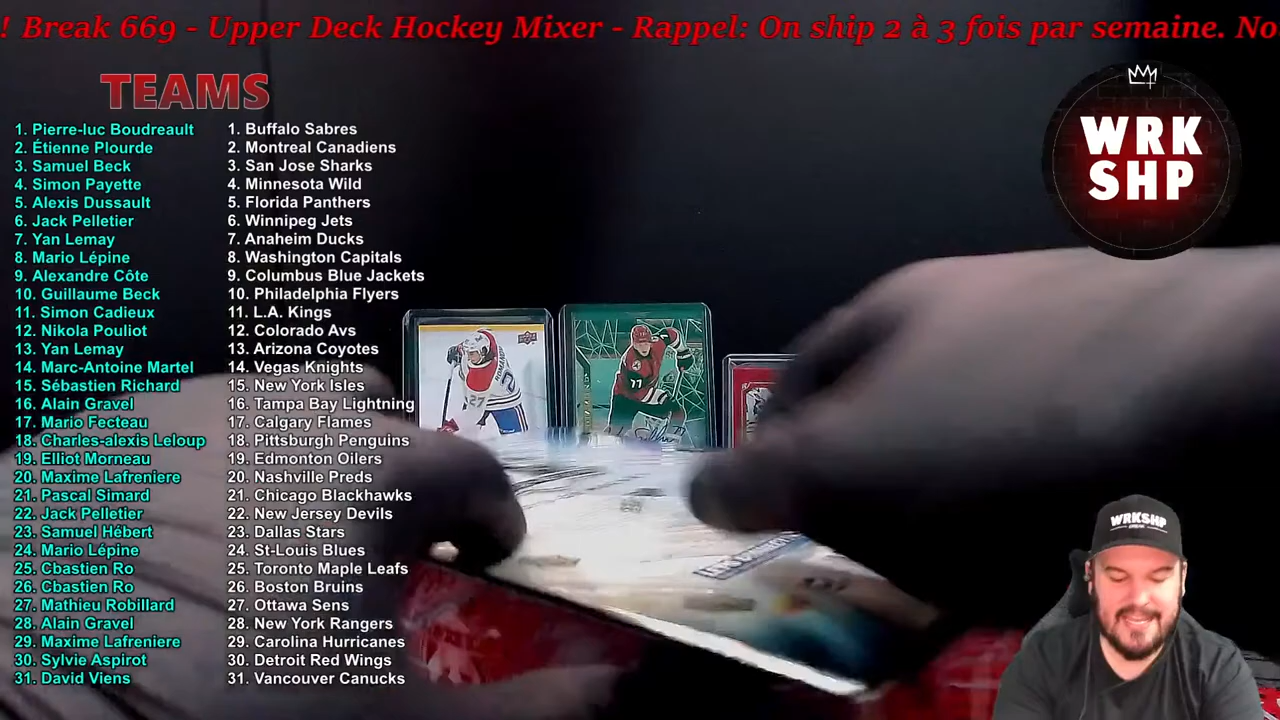 ! Break 669 - Upper Deck Hockey Mixer - Rappel: On ship 2 à 3 fois par semaine. No
TEAMS
1. Pierre-luc Boudreault 1. Buffalo Sabres
2. Étienne Plourde 2. Montreal Canadiens
3. Samuel Beck 3. San Jose Sharks
4. Simon Payette 4. Minnesota Wild
5. Alexis Dussault 5. Florida Panthers
6. Jack Pelletier 6. Winnipeg Jets
7. Yan Lemay 7. Anaheim Ducks
8. Mario Lépine 8. Washington Capitals
9. Alexandre Côte 9. Columbus Blue Jackets
10. Guillaume Beck 10. Philadelphia Flyers
11. Simon Cadieux 11. L.A. Kings
12. Nikola Pouliot 12. Colorado Avs
13. Yan Lemay 13. Arizona Coyotes
14. Marc-Antoine Martel 14. Vegas Knights
15. Sébastien Richard 15. New York Isles
16. Alain Gravel 16. Tampa Bay Lightning
17. Mario Fecteau 17. Calgary Flames
18. Charles-alexis Leloup 18. Pittsburgh Penguins
19. Elliot Morneau 19. Edmonton Oilers
20. Maxime Lafreniere 20. Nashville Preds
21. Pascal Simard 21. Chicago Blackhawks
22. Jack Pelletier 22. New Jersey Devils
23. Samuel Hébert 23. Dallas Stars
24. Mario Lépine 24. St-Louis Blues
25. Cbastien Ro 25. Toronto Maple Leafs
26. Cbastien Ro 26. Boston Bruins
27. Mathieu Robillard 27. Ottawa Sens
28. Alain Gravel 28. New York Rangers
29. Maxime Lafreniere 29. Carolina Hurricanes
30. Sylvie Aspirot 30. Detroit Red Wings
31. David Viens 31. Vancouver Canucks
WRK
SHP
27
77
WRKSHP